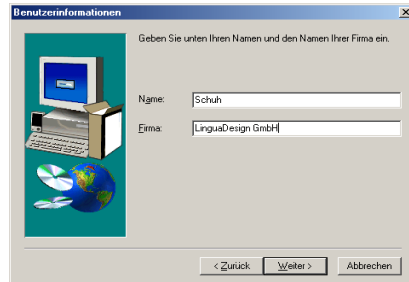 Benutzerinformationen
Geben Sie unten Ihren Namen und den Namen Ihrer Firma ein.
Name: Schuh
Firma: LinguaDesign GmbH
< Zurück Weiter > Abbrechen